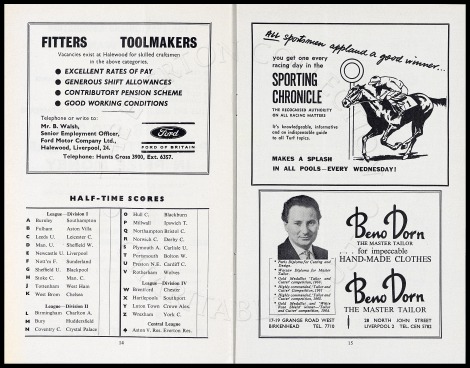 FITTERS TOOLMAKERS
Vacancies exist at Halewood for skilled craftsmen
in the above categories.
● EXCELLENT RATES OF PAY
● GENEROUS SHIFT ALLOWANCES
● CONTRIBUTORY PENSION SCHEME
● GOOD WORKING CONDITIONS
Telephone or write to:
Mr. B. Walsh,
Senior Employment Officer,
Ford Motor Company Ltd.,
Halewood, Liverpool, 24.
Ford
FORD OF BRITAIN
Telephone: Hunts Cross 3900, Ext. 6357.
HALF-TIME SCORES
League—Division I
A Burnley Southampton
B Fulham Aston Villa
C Leeds U. Leicester C.
D Man. U. Sheffield W.
E Newcastle U. Liverpool
F Nott'm F. Sunderland
G Sheffield U. Blackpool
H Stoke C. Man. C.
J Tottenham West Ham
K West Brom Chelsea
League—Division II
L Birmingham Charlton A.
M Bury Huddersfield
N Coventry C. Crystal Palace
O Hull C. Blackburn
P Millwall Ipswich T.
Q Northampton Bristol C.
R Norwich C. Derby C.
S Plymouth A. Carlisle U.
T Portsmouth Bolton W.
U Preston N.E. Cardiff C.
V Rotherham Wolves
League—Division IV
W Brentford Chester
X Hartlepools Southport
Y Luton Town Crewe Alex.
Z Wrexham York C.
Central League
Aston V. Res. Everton Res.
14
All sportsmen applaud a good winner...
you get one every
racing day in the
SPORTING
CHRONICLE
THE RECOGNISED AUTHORITY
ON ALL RACING MATTERS
It's knowledgeable, informative
and an indispensable guide
to all Turf topics.
MAKES A SPLASH
IN ALL POOLS—EVERY WEDNESDAY!
Beno Dorn
THE MASTER TAILOR
. . . for impeccable
HAND-MADE CLOTHES
Beno Dorn
THE MASTER TAILOR
15-19 GRANGE ROAD WEST
BIRKENHEAD TEL. 7710
28 NORTH JOHN STREET
LIVERPOOL 2 TEL. CEN 5782
15